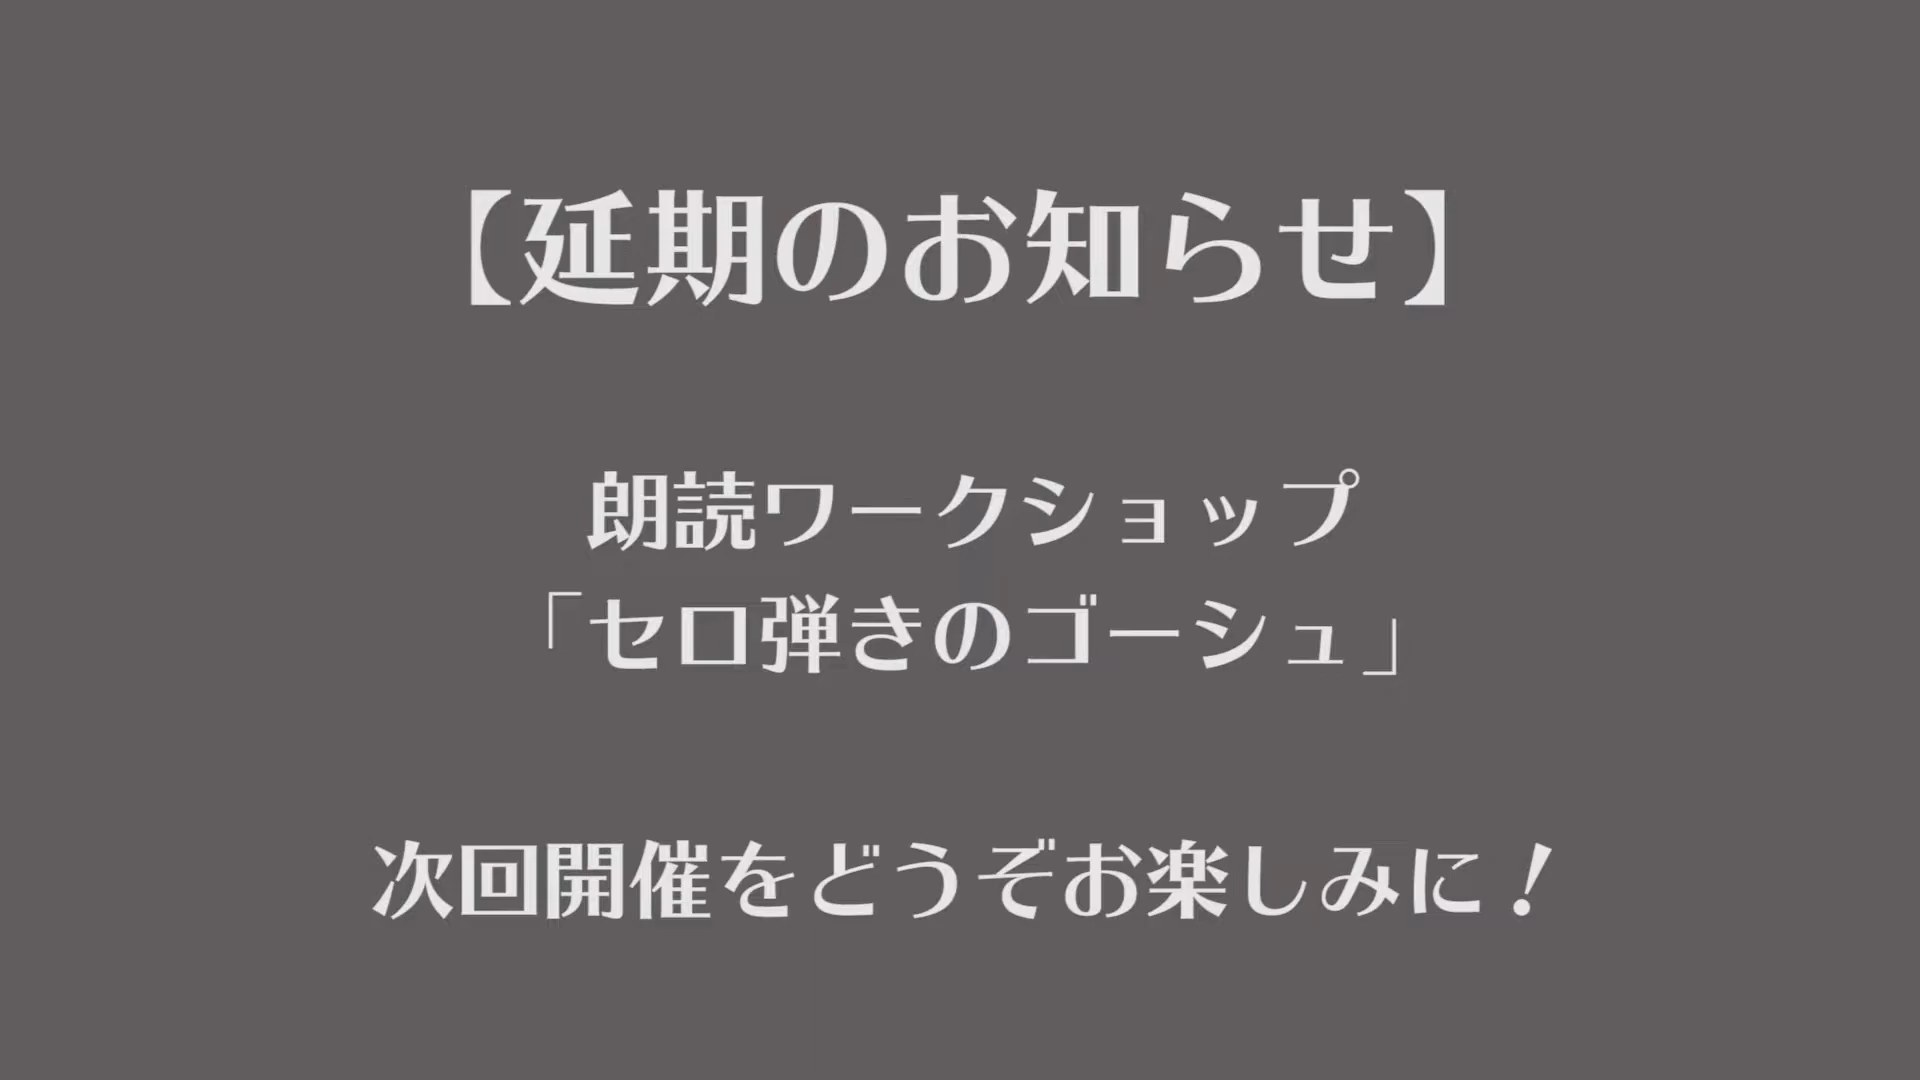 【延期のお知らせ】
朗読ワークショップ
「セロ弾きのゴーシュ」
次回開催をどうぞお楽しみに！